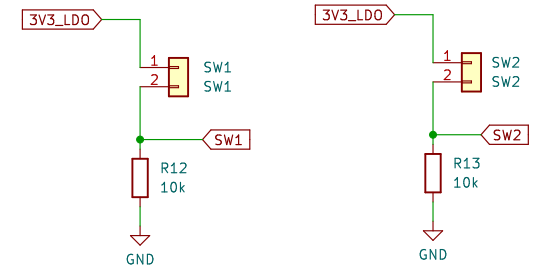 3V3_LDO
1
2
SW1
SW1
SW1
R12
10k
GND
3V3_LDO
1
2
SW2
SW2
SW2
R13
10k
GND